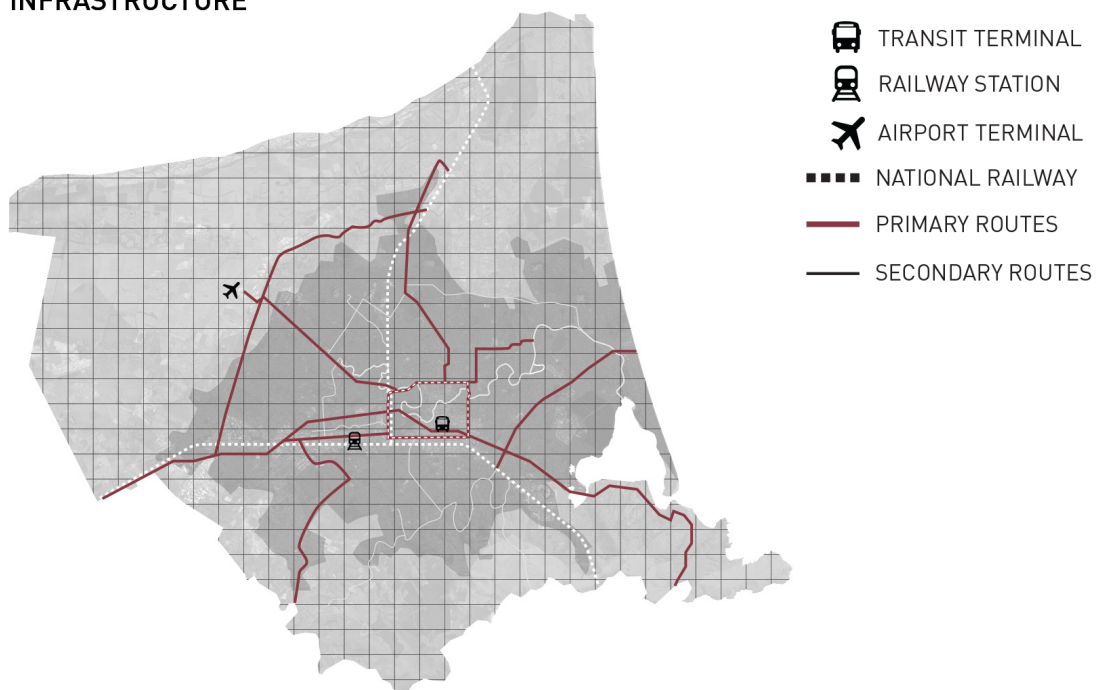 INFRASTRUCTURE
TRANSIT TERMINAL
RAILWAY STATION
AIRPORT TERMINAL
NATIONAL RAILWAY
PRIMARY ROUTES
SECONDARY ROUTES